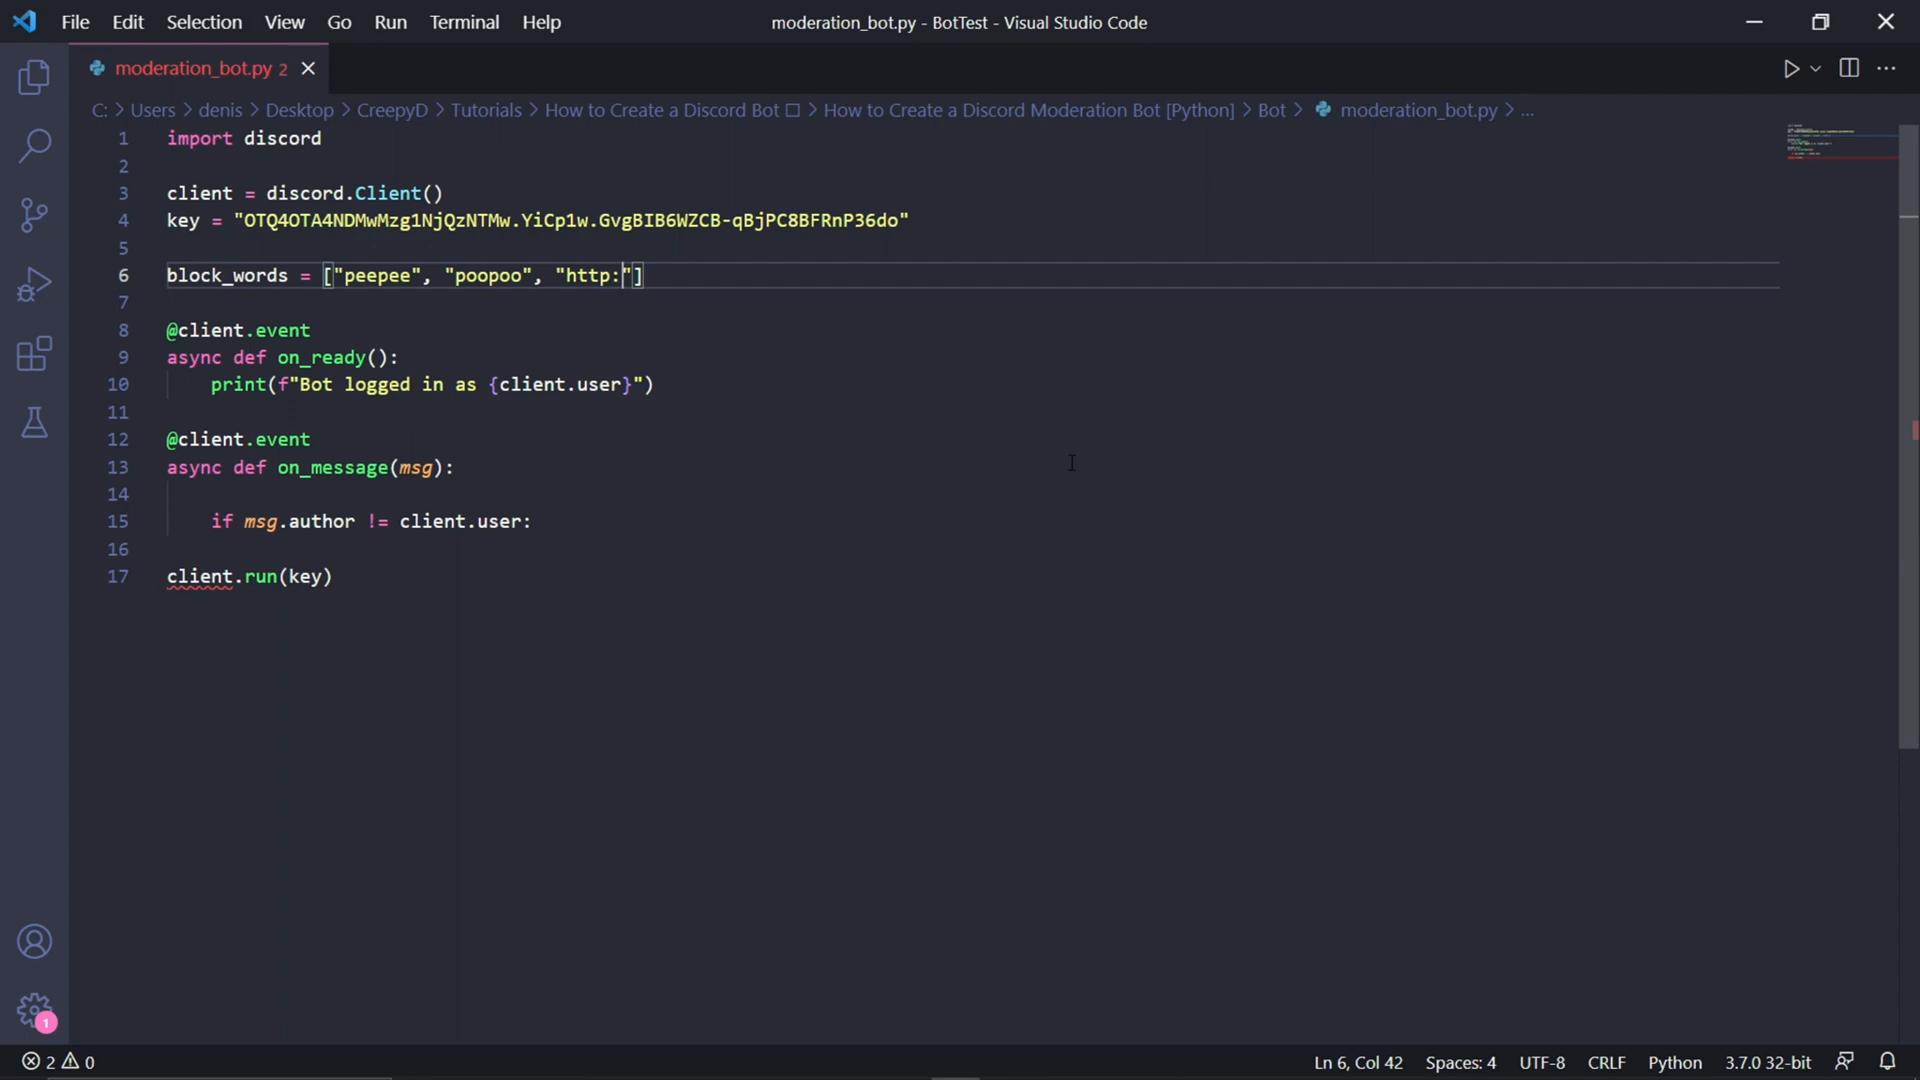 File Edit Selection View Go Run Terminal Help moderation_bot.py - BotTest - Visual Studio Code
moderation_bot.py 2
C: > Users > denis > Desktop > CreepyD > Tutorials > How to Create a Discord Bot □ > How to Create a Discord Moderation Bot [Python] > Bot > moderation_bot.py > ...
1 import discord
2
3 client = discord.Client()
4 key = "OTQ4OTA4NDMwMzg1NjQzNTMw.YiCp1w.GvgBIB6WZCB-qBjPC8BFRnP36do"
5
6 block_words = ["peepee", "poopoo", "http:"]
7
8 @client.event
9 async def on_ready():
10 print(f"Bot logged in as {client.user}")
11
12 @client.event
13 async def on_message(msg):
14
15 if msg.author != client.user:
16
17 client.run(key)
1
2 0 Ln 6, Col 42 Spaces: 4 UTF-8 CRLF Python 3.7.0 32-bit